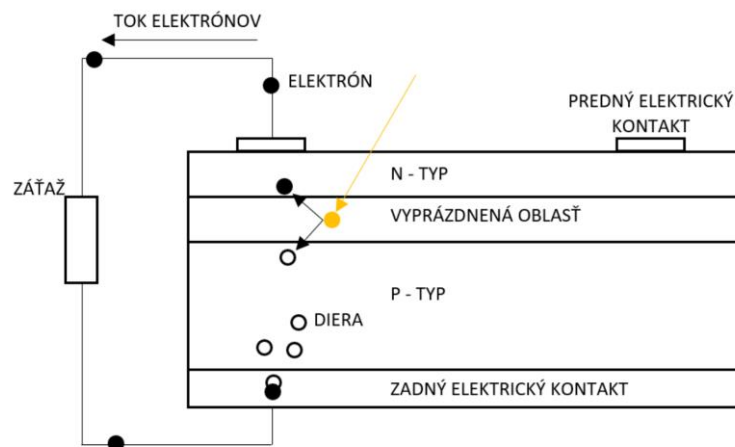 TOK ELEKTRÓNOV
ELEKTRÓN
PREDNÝ ELEKTRICKÝ
KONTAKT
ZÁŤAŽ
N - TYP
VYPRÁZDNENÁ OBLASŤ
P - TYP
DIERA
ZADNÝ ELEKTRICKÝ KONTAKT